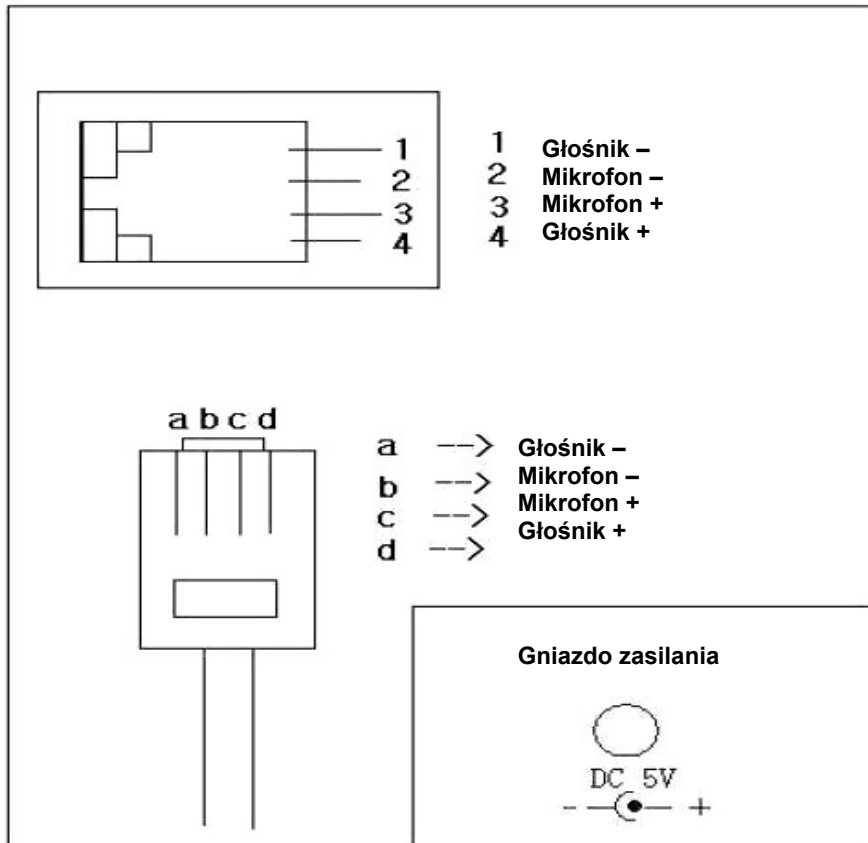 1 1 Głośnik –
2 2 Mikrofon –
3 3 Mikrofon +
4 4 Głośnik +
a b c d
a --> Głośnik –
b --> Mikrofon –
c --> Mikrofon +
d --> Głośnik +
Gniazdo zasilania
DC 5V
- +